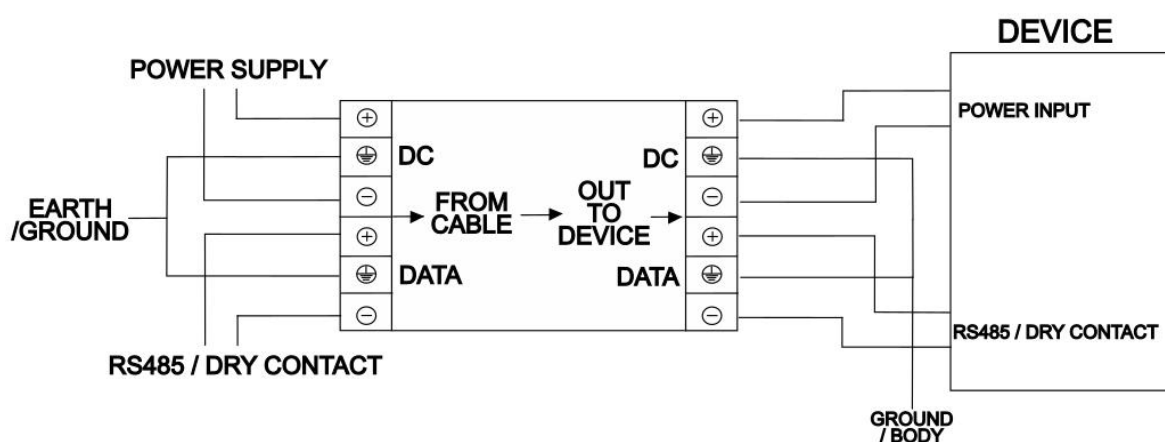 DEVICE
POWER SUPPLY
POWER INPUT
+
+
DC
DC
−
−
EARTH
/GROUND
FROM
CABLE
OUT
TO
DEVICE
+
+
DATA
DATA
−
−
RS485 / DRY CONTACT
RS485 / DRY CONTACT
GROUND
/ BODY